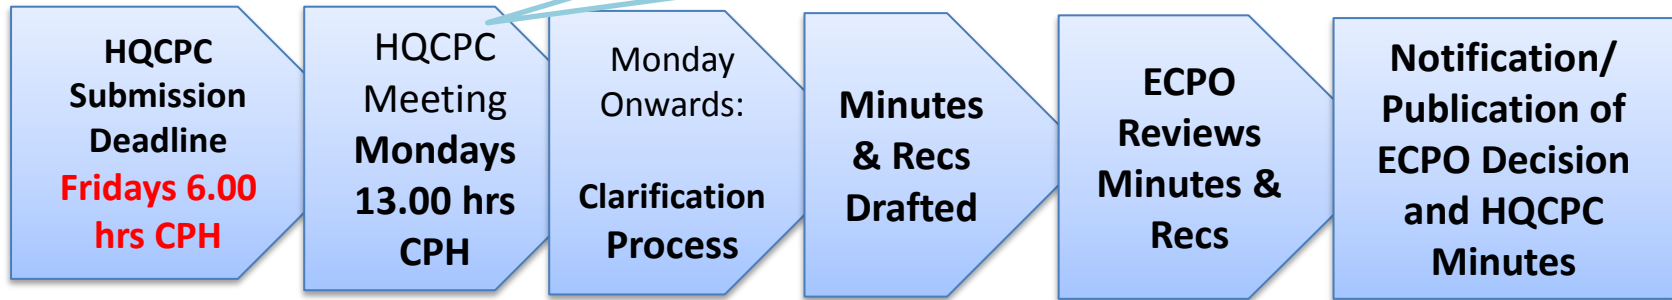 HQCPC
Submission
Deadline
Fridays 6.00
hrs CPH
HQCPC
Meeting
Mondays
13.00 hrs
CPH
Monday
Onwards:
Clarification
Process
Minutes
& Recs
Drafted
ECPO
Reviews
Minutes &
Recs
Notification/
Publication of
ECPO Decision
and HQCPC
Minutes